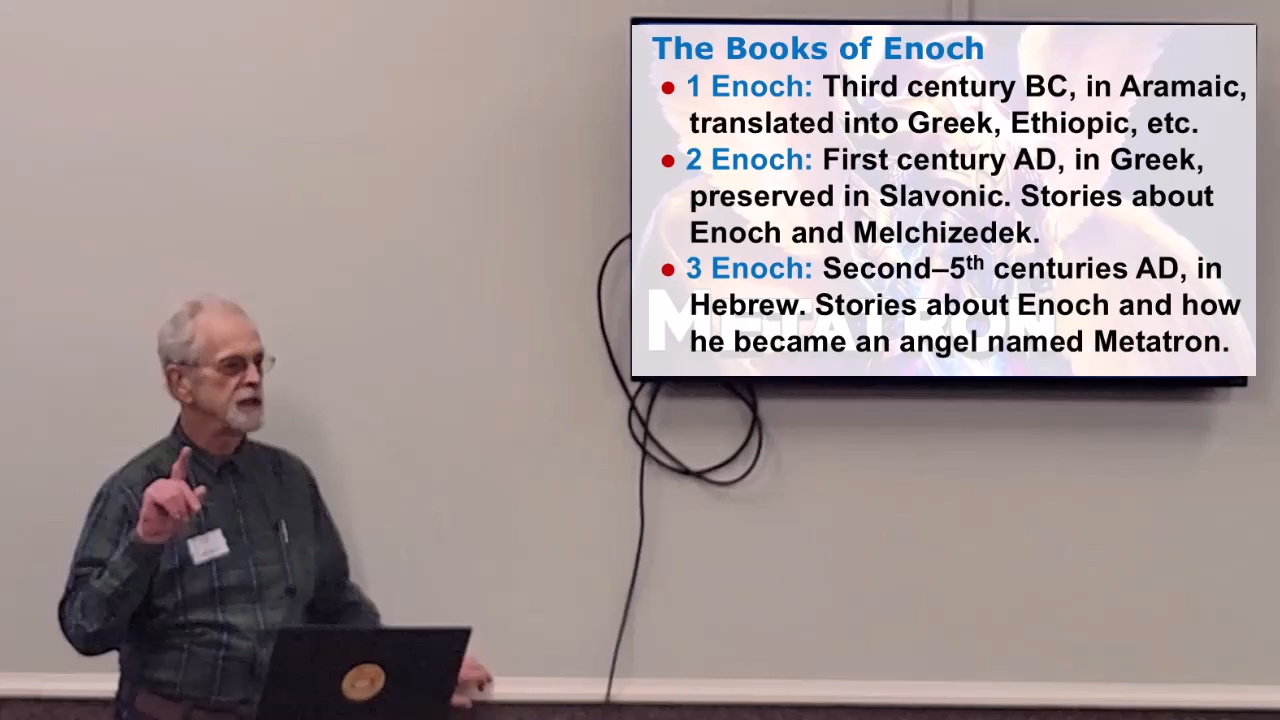 The Books of Enoch
● 1 Enoch: Third century BC, in Aramaic,
translated into Greek, Ethiopic, etc.
● 2 Enoch: First century AD, in Greek,
preserved in Slavonic. Stories about
Enoch and Melchizedek.
● 3 Enoch: Second–5th centuries AD, in
Hebrew. Stories about Enoch and how
he became an angel named Metatron.
METATRON